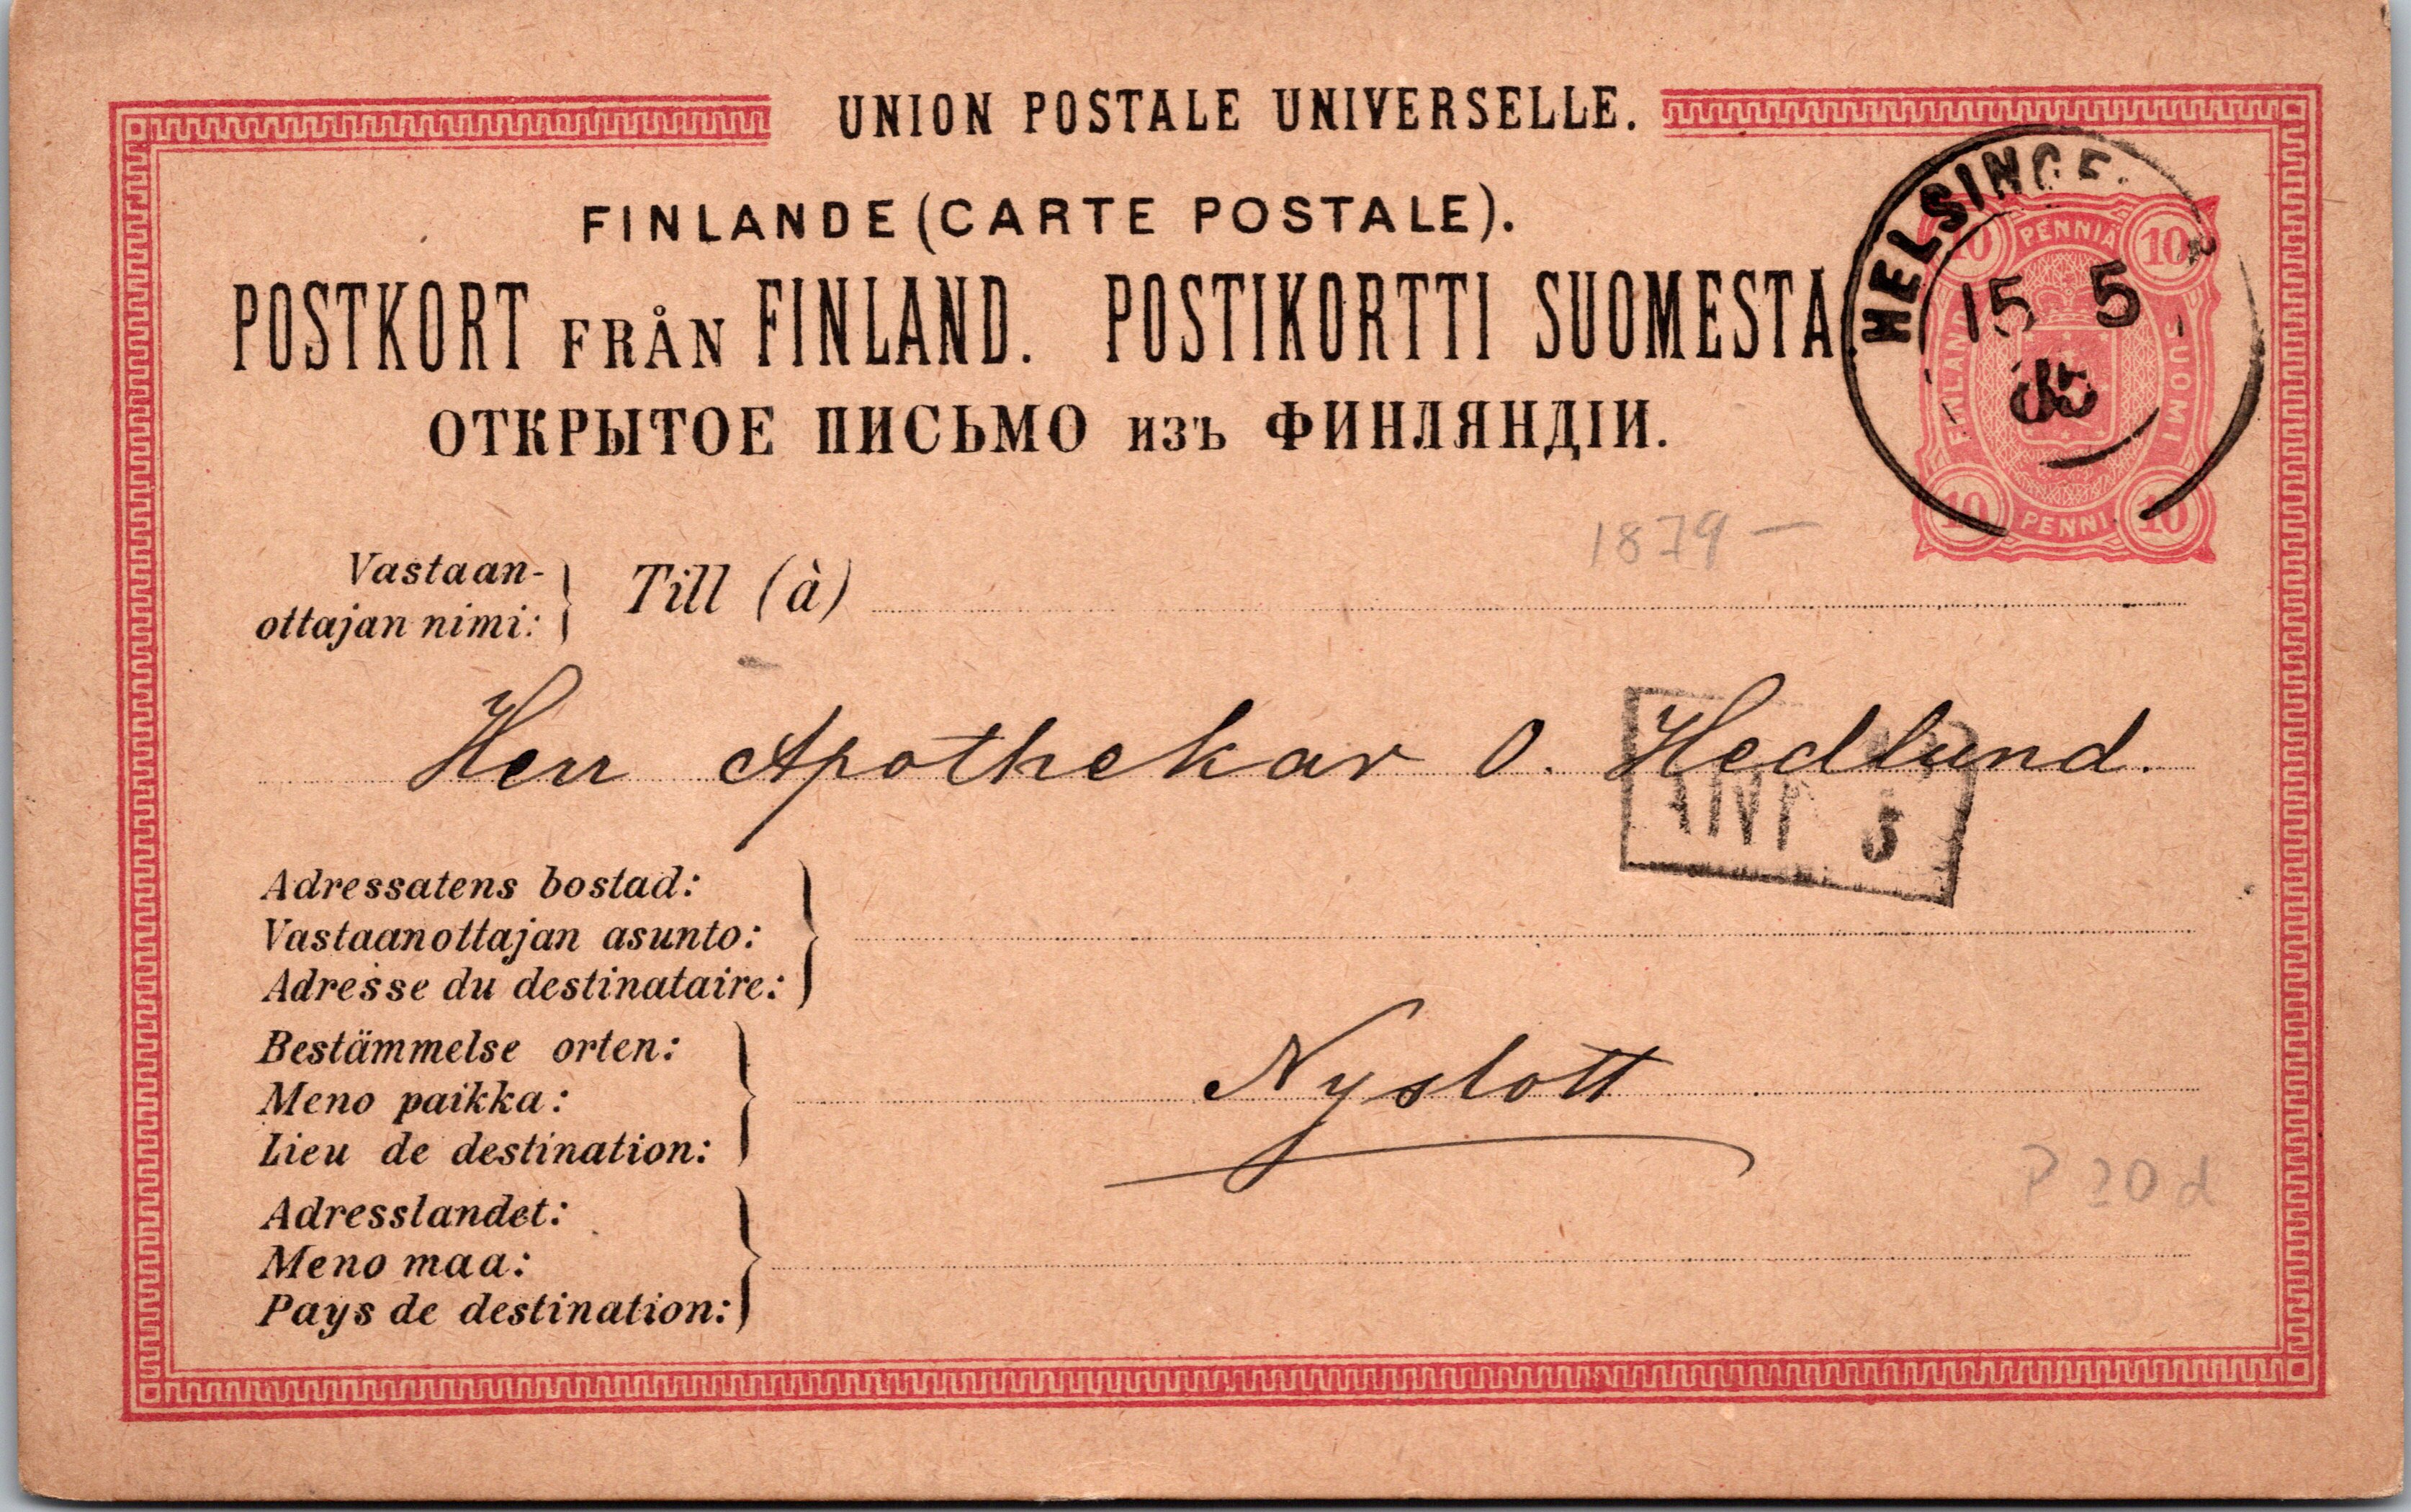 UNION POSTALE UNIVERSELLE.
FINLANDE (CARTE POSTALE).
POSTKORT FRÅN FINLAND. POSTIKORTTI SUOMESTA.
ОТКРЫТОЕ ПИСЬМО изъ ФИНЛЯНДІИ.
HELSINGF
15 5
85
10 PENNIÄ 10
FINLAND SUOMI
10 PENNI 10
1879 —
Vastaan-
ottajan nimi:
Till (à)
Herr Apothekar O. Hedlund.
ANK 5
Adressatens bostad:
Vastaanottajan asunto:
Adresse du destinataire:
Bestämmelse orten:
Meno paikka:
Lieu de destination:
Nyslott
P 20 d
Adresslandet:
Meno maa:
Pays de destination: